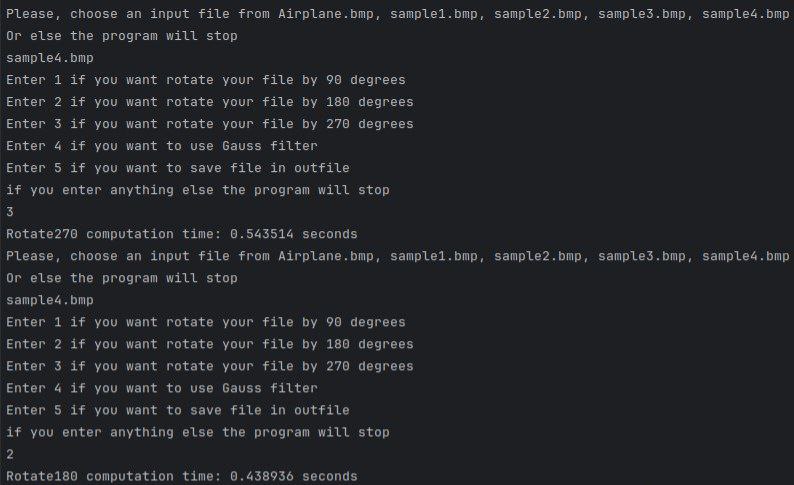 Please, choose an input file from Airplane.bmp, sample1.bmp, sample2.bmp, sample3.bmp, sample4.bmp
Or else the program will stop
sample4.bmp
Enter 1 if you want rotate your file by 90 degrees
Enter 2 if you want rotate your file by 180 degrees
Enter 3 if you want rotate your file by 270 degrees
Enter 4 if you want to use Gauss filter
Enter 5 if you want to save file in outfile
if you enter anything else the program will stop
3
Rotate270 computation time: 0.543514 seconds
Please, choose an input file from Airplane.bmp, sample1.bmp, sample2.bmp, sample3.bmp, sample4.bmp
Or else the program will stop
sample4.bmp
Enter 1 if you want rotate your file by 90 degrees
Enter 2 if you want rotate your file by 180 degrees
Enter 3 if you want rotate your file by 270 degrees
Enter 4 if you want to use Gauss filter
Enter 5 if you want to save file in outfile
if you enter anything else the program will stop
2
Rotate180 computation time: 0.438936 seconds